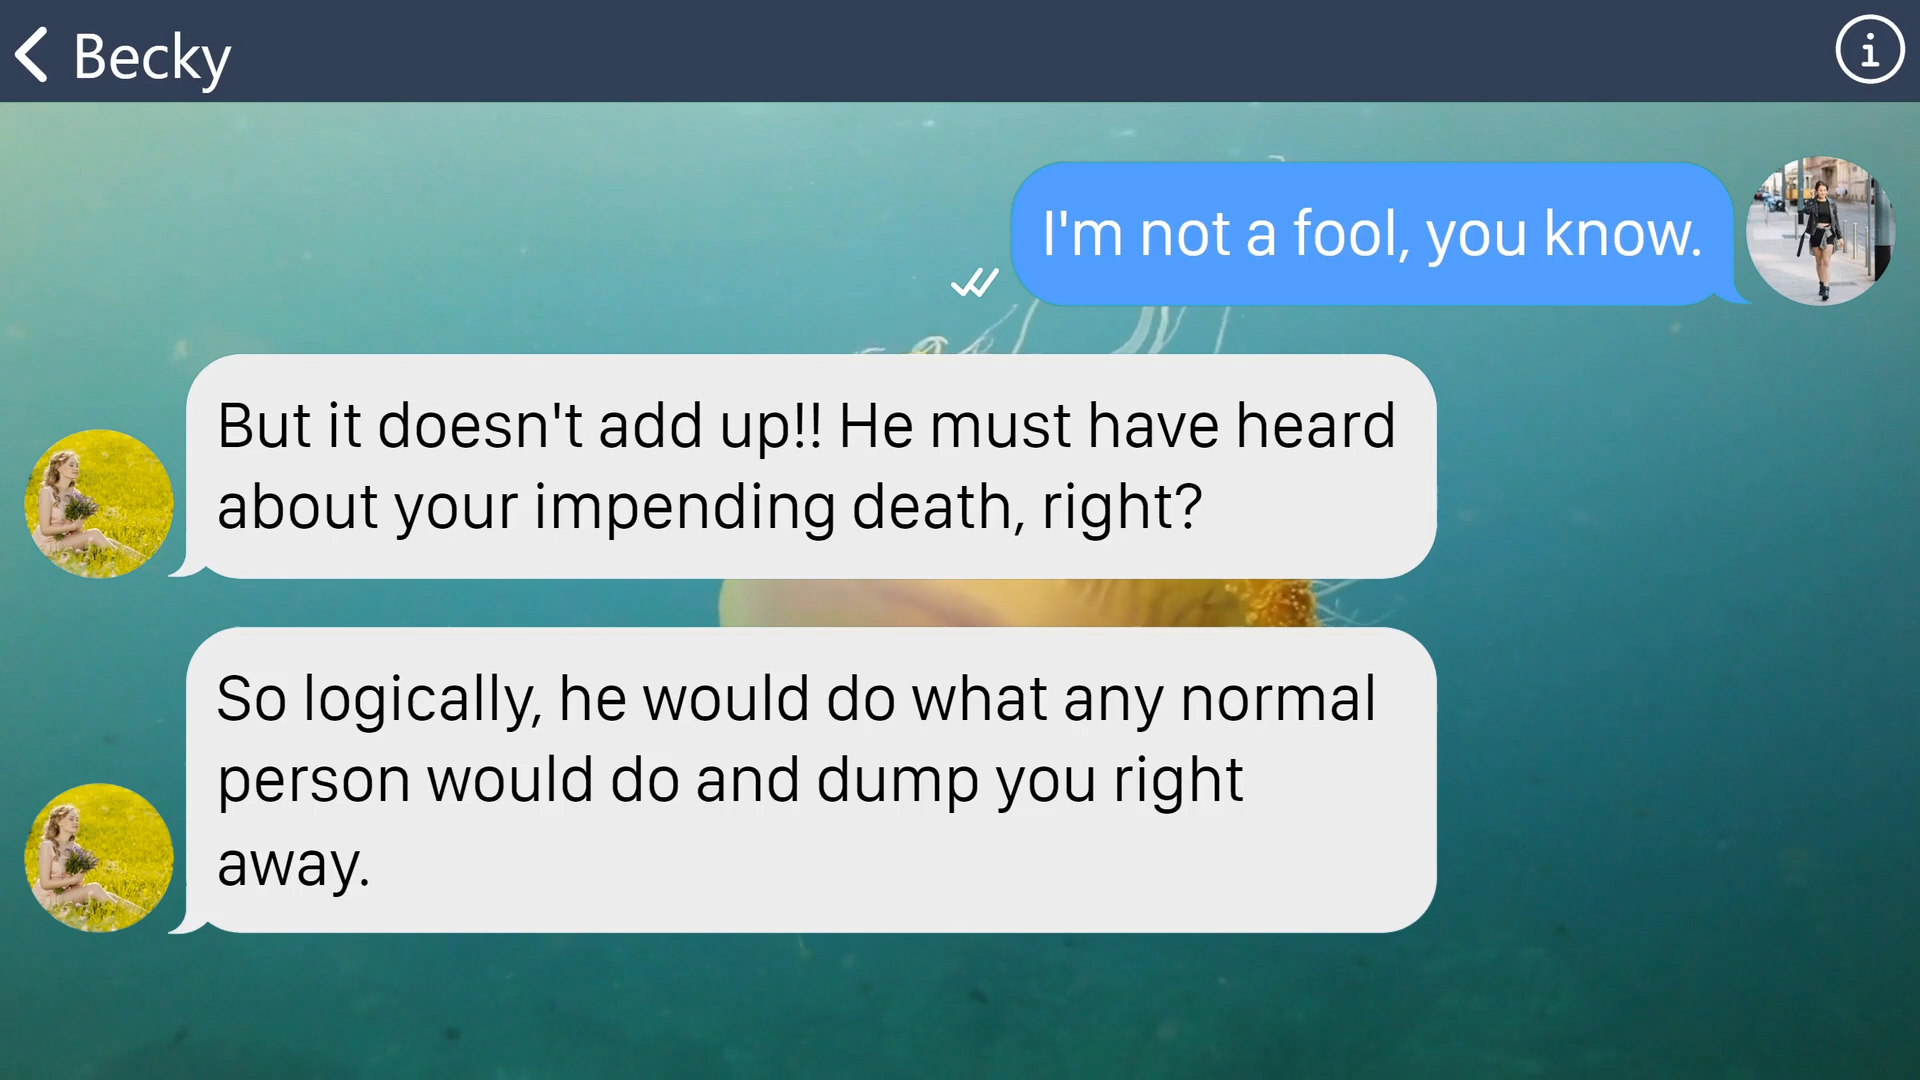 Becky
I'm not a fool, you know.
But it doesn't add up!! He must have heard
about your impending death, right?
So logically, he would do what any normal
person would do and dump you right
away.